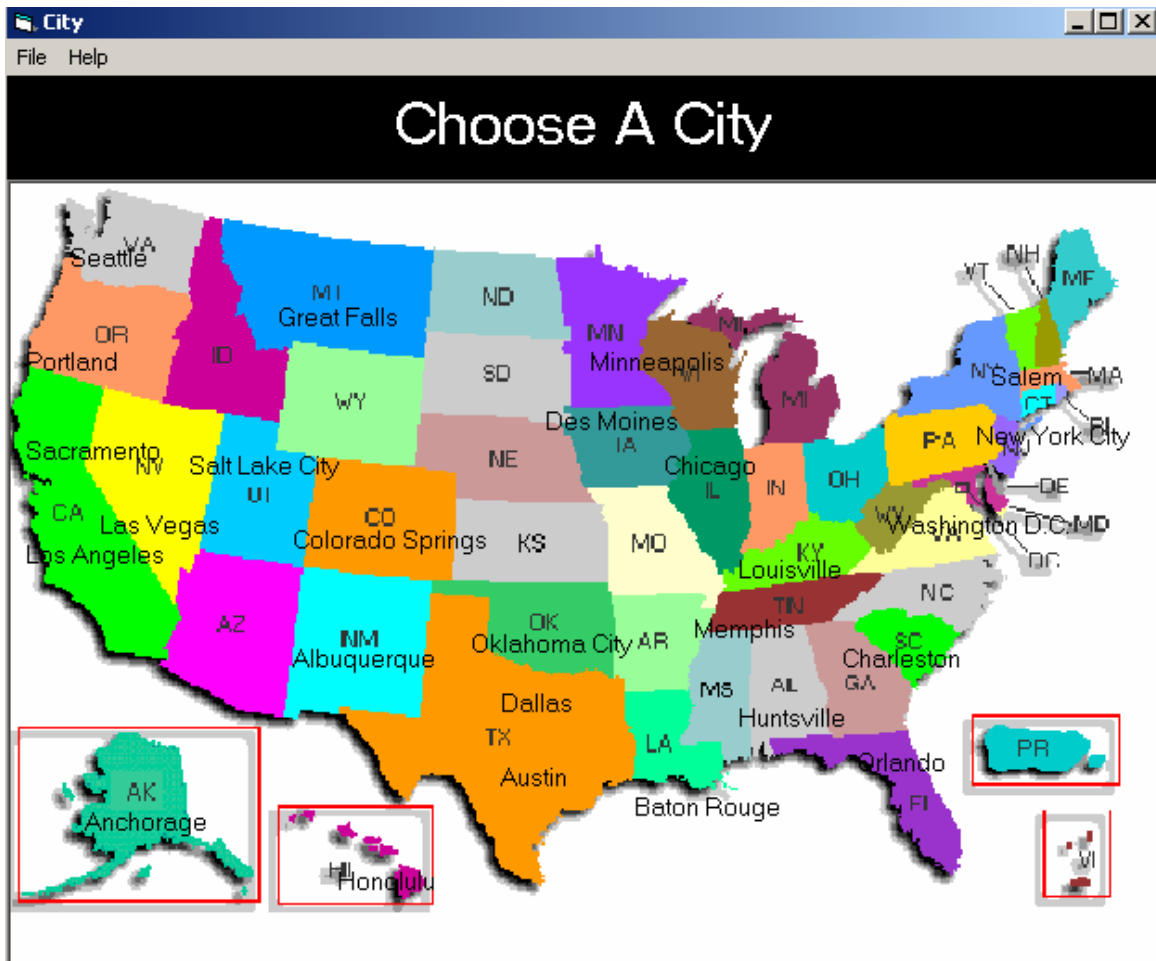 City
File Help
Choose A City
NH
VT
ME
Seattle
MT
ND
Great Falls
OR
MN
Portland
ID
Minneapolis
WI
MI
MI
NY
Salem
MA
SD
CT
WY
RI
Des Moines
IA
PA
New York City
NJ
Sacramento
NV
Salt Lake City
UT
NE
Chicago
IL
IN
OH
DE
CA
Las Vegas
CO
WV
Washington D.C.
MD
VA
Los Angeles
Colorado Springs
KS
MO
KY
Louisville
DC
AZ
NM
Albuquerque
OK
Oklahoma City
AR
TN
Memphis
NC
SC
Charleston
GA
Dallas
MS
AL
Huntsville
TX
LA
PR
Austin
Orlando
AK
Baton Rouge
FL
Anchorage
HI
Honolulu
VI